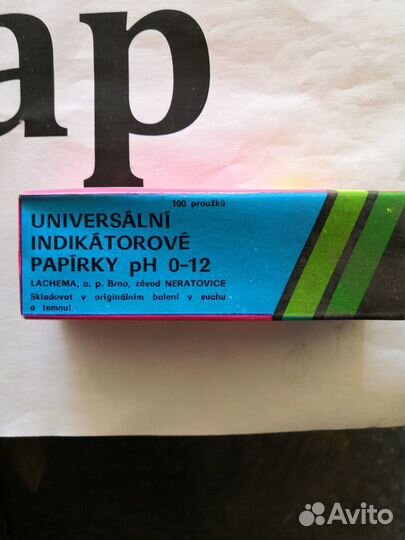 ap
100 proužků
UNIVERSÁLNÍ
INDIKÁTOROVÉ
PAPÍRKY pH 0-12
LACHEMA, o. p. Brno, závod NERATOVICE
Skladovat v originálním balení v suchu
a temnu!
Avito